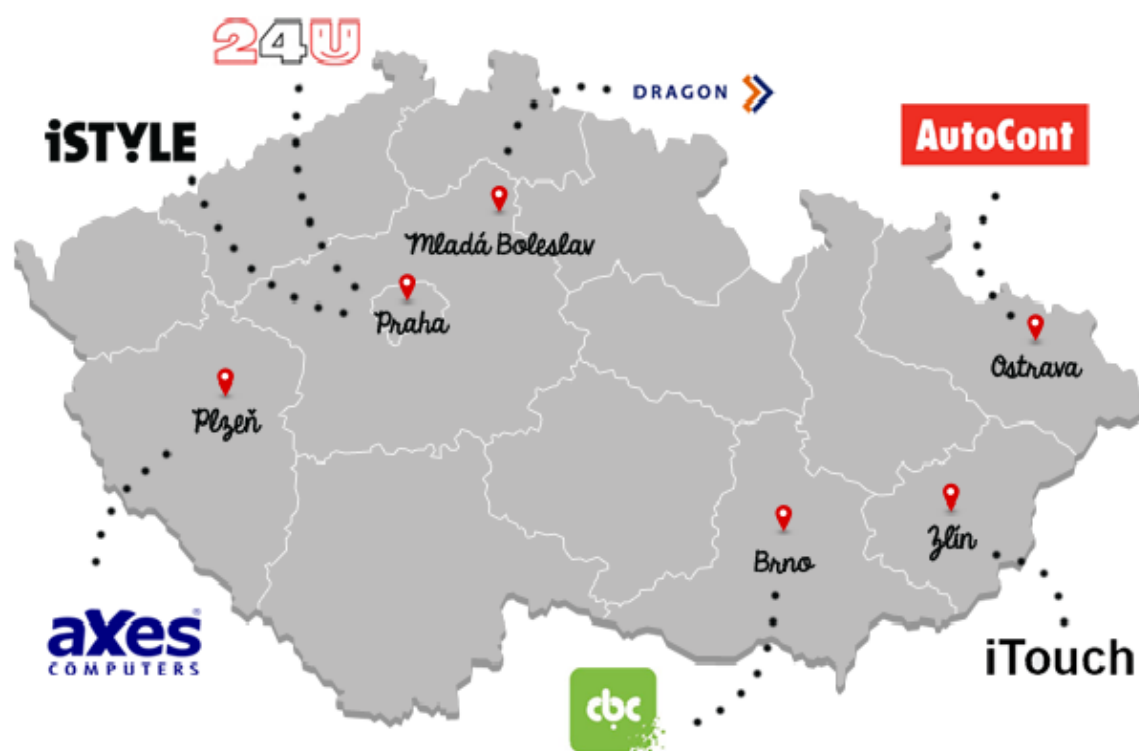 24U
DRAGON
iSTYLE
AutoCont
Mladá Boleslav
Praha
Ostrava
Plzeň
Zlín
Brno
aXes®
COMPUTERS
iTouch
cbc